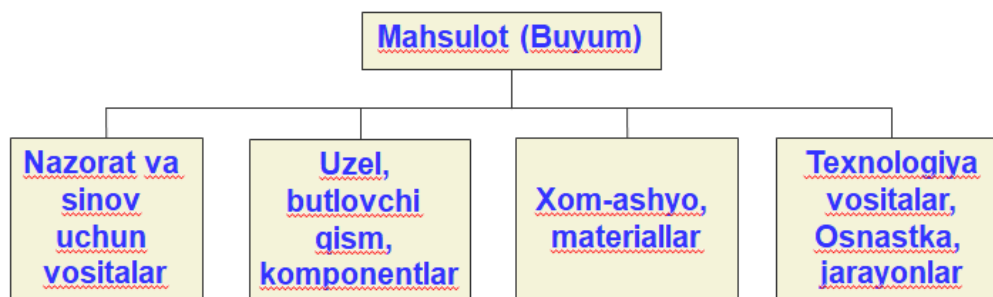 Mahsulot (Buyum)
Nazorat va
sinov
uchun
vositalar
Uzel,
butlovchi
qism,
komponentlar
Xom-ashyo,
materiallar
Texnologiya
vositalar,
Osnastka,
jarayonlar